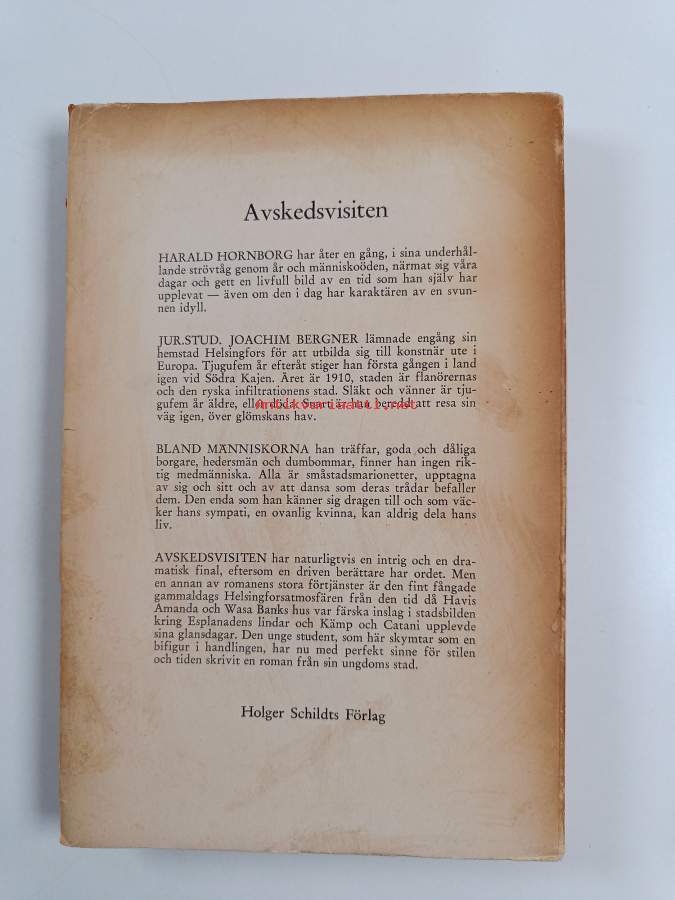 Avskedsvisiten
HARALD HORNBORG har åter en gång, i sina underhål-
lande strövtåg genom år och människoöden, närmat sig våra
dagar och gett en livfull bild av en tid som han själv har
upplevat — även om den i dag har karaktären av en svun-
nen idyll.
JUR.STUD. JOACHIM BERGNER lämnade engång sin
hemstad Helsingfors för att utbilda sig till konstnär ute i
Europa. Tjugufem år efteråt stiger han första gången i land
igen vid Södra Kajen. Året är 1910, staden är flanörernas
och den ryska infiltrationens stad. Släkt och vänner är tju-
gufem år äldre, eller döda. Snart är han beredd att resa sin
väg igen, över glömskans hav.
Antikvariaatti.net
BLAND MÄNNISKORNA han träffar, goda och dåliga
borgare, hedersmän och dumbommar, finner han ingen rik-
tig medmänniska. Alla är småstadsmarionetter, upptagna
av sig och sitt och av att dansa som deras trådar befaller
dem. Den enda som han känner sig dragen till och som väc-
ker hans sympati, en ovanlig kvinna, kan aldrig dela hans
liv.
AVSKEDSVISITEN har naturligtvis en intrig och en dra-
matisk final, eftersom en driven berättare har ordet. Men
en annan av romanens stora förtjänster är den fint fångade
gammaldags Helsingforsatmosfären från den tid då Havis
Amanda och Wasa Banks hus var färska inslag i stadsbilden
kring Esplanadens lindar och Kämp och Catani upplevde
sina glansdagar. Den unge student, som här skymtar som en
bifigur i handlingen, har nu med perfekt sinne för stilen
och tiden skrivit en roman från sin ungdoms stad.
Holger Schildts Förlag